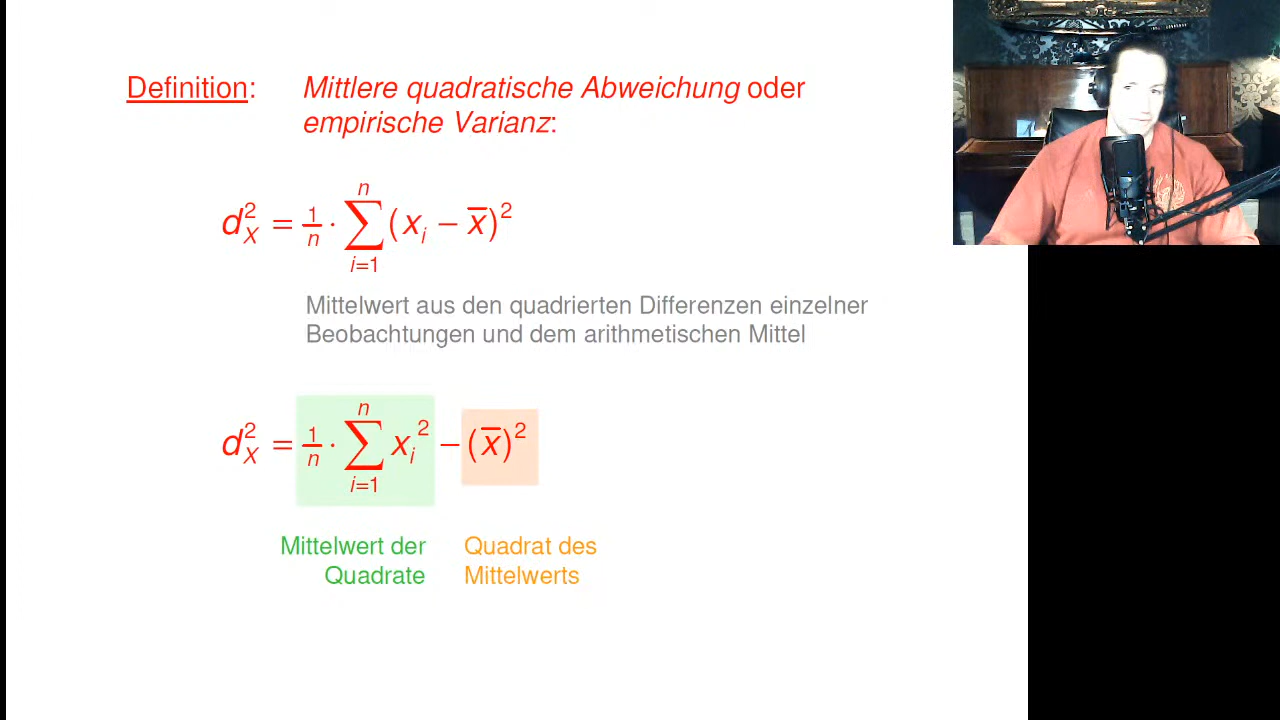 Definition: Mittlere quadratische Abweichung oder
empirische Varianz:
d_X^2 = 1/n · ∑_{i=1}^{n} (x_i − x̅)^2
Mittelwert aus den quadrierten Differenzen einzelner
Beobachtungen und dem arithmetischen Mittel
d_X^2 = 1/n · ∑_{i=1}^{n} x_i^2 − (x̅)^2
Mittelwert der
Quadrate
Quadrat des
Mittelwerts